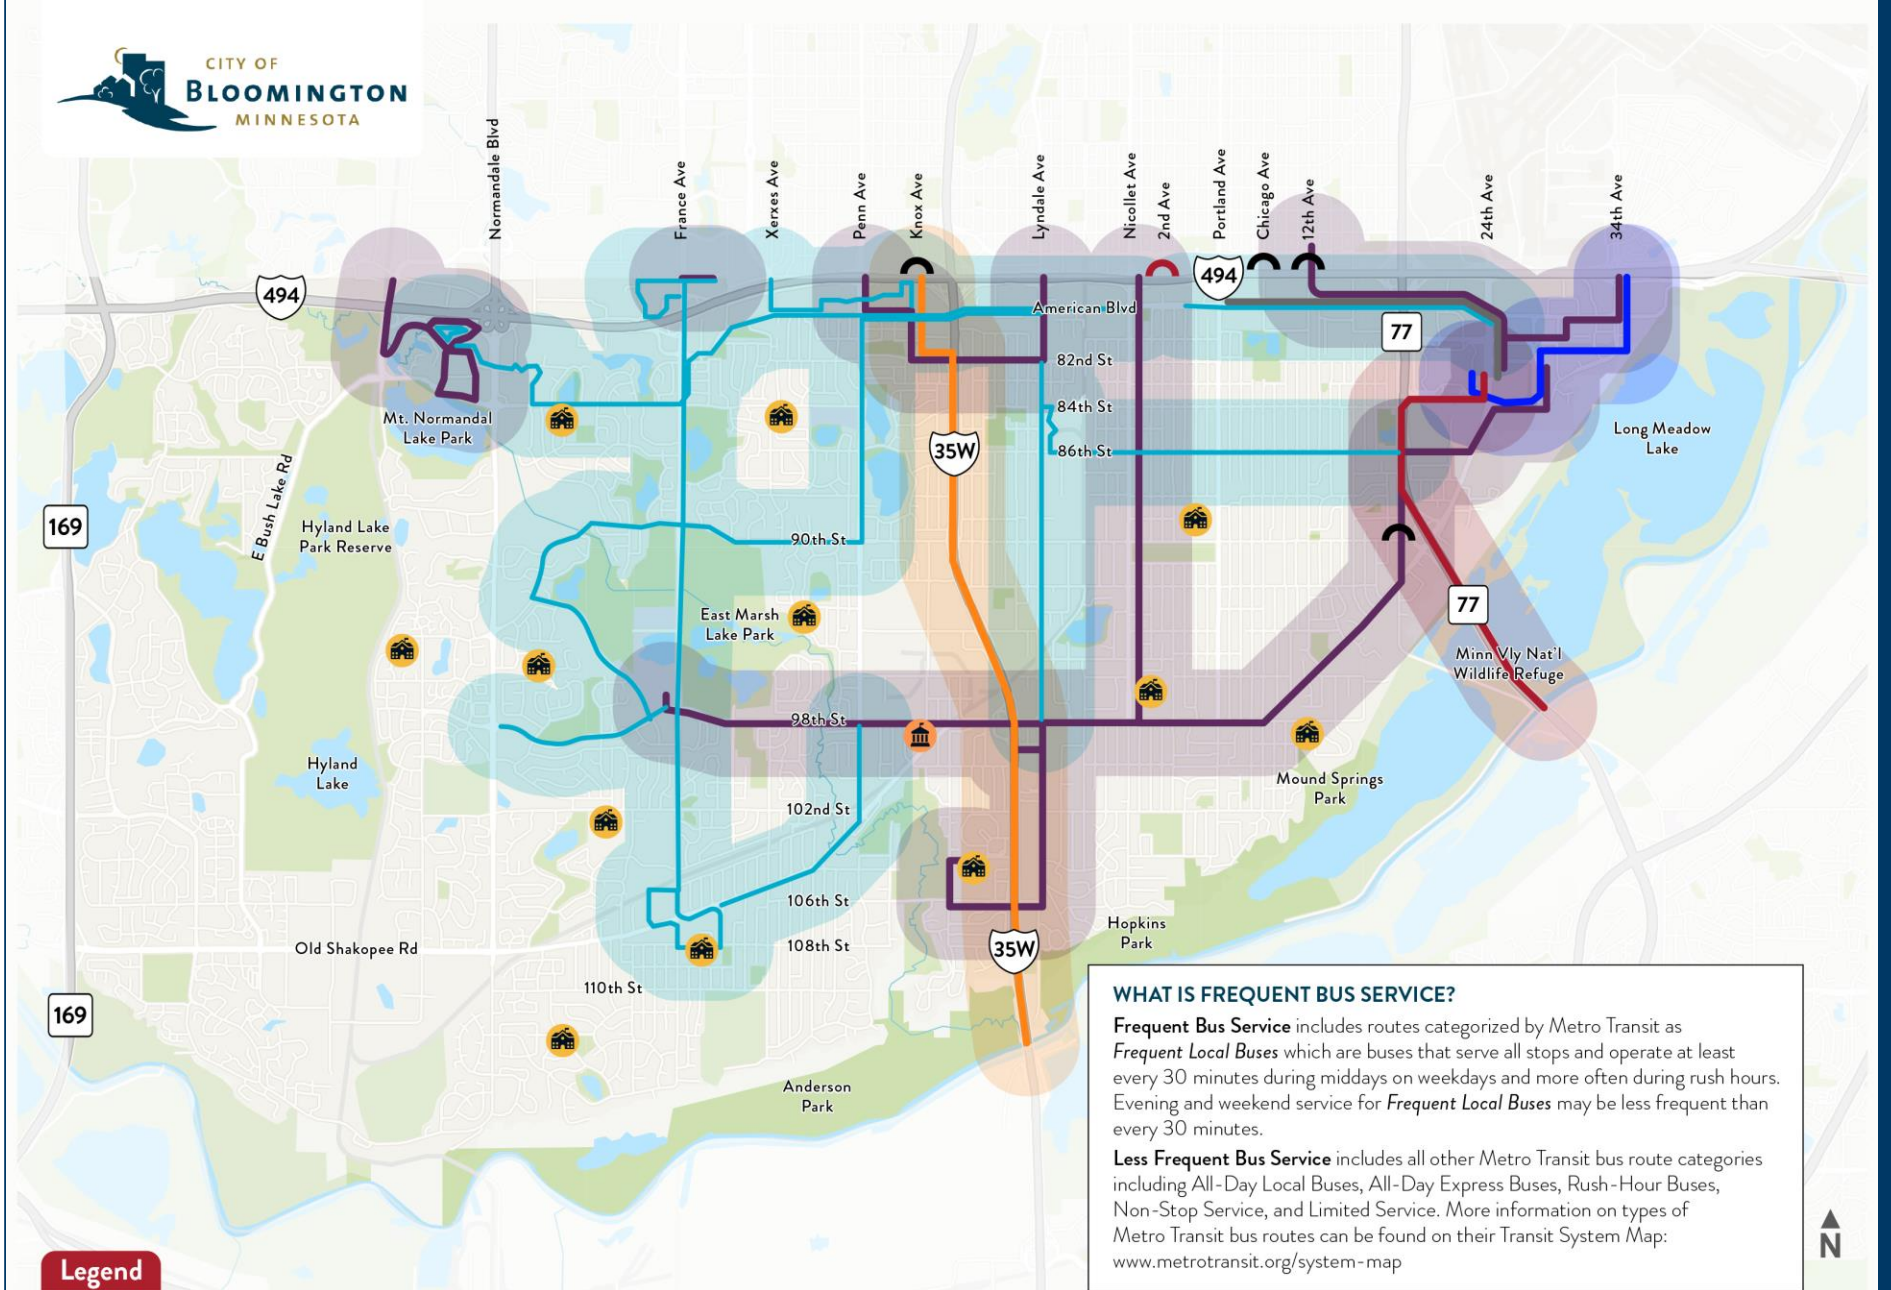 CITY OF
BLOOMINGTON
MINNESOTA
Normandale Blvd
France Ave
Xerxes Ave
Penn Ave
Knox Ave
Lyndale Ave
Nicollet Ave
2nd Ave
Portland Ave
Chicago Ave
12th Ave
24th Ave
34th Ave
494
494
American Blvd
77
82nd St
84th St
86th St
Mt. Normandal
Lake Park
35W
Long Meadow
Lake
E Bush Lake Rd
169
Hyland Lake
Park Reserve
90th St
East Marsh
Lake Park
77
Minn Vly Nat'l
Wildlife Refuge
98th St
Hyland
Lake
Mound Springs
Park
102nd St
106th St
Old Shakopee Rd
108th St
35W
Hopkins
Park
110th St
169
Anderson
Park
WHAT IS FREQUENT BUS SERVICE?
Frequent Bus Service includes routes categorized by Metro Transit as
Frequent Local Buses which are buses that serve all stops and operate at least
every 30 minutes during middays on weekdays and more often during rush hours.
Evening and weekend service for Frequent Local Buses may be less frequent than
every 30 minutes.
Less Frequent Bus Service includes all other Metro Transit bus route categories
including All-Day Local Buses, All-Day Express Buses, Rush-Hour Buses,
Non-Stop Service, and Limited Service. More information on types of
Metro Transit bus routes can be found on their Transit System Map:
www.metrotransit.org/system-map
N
Legend